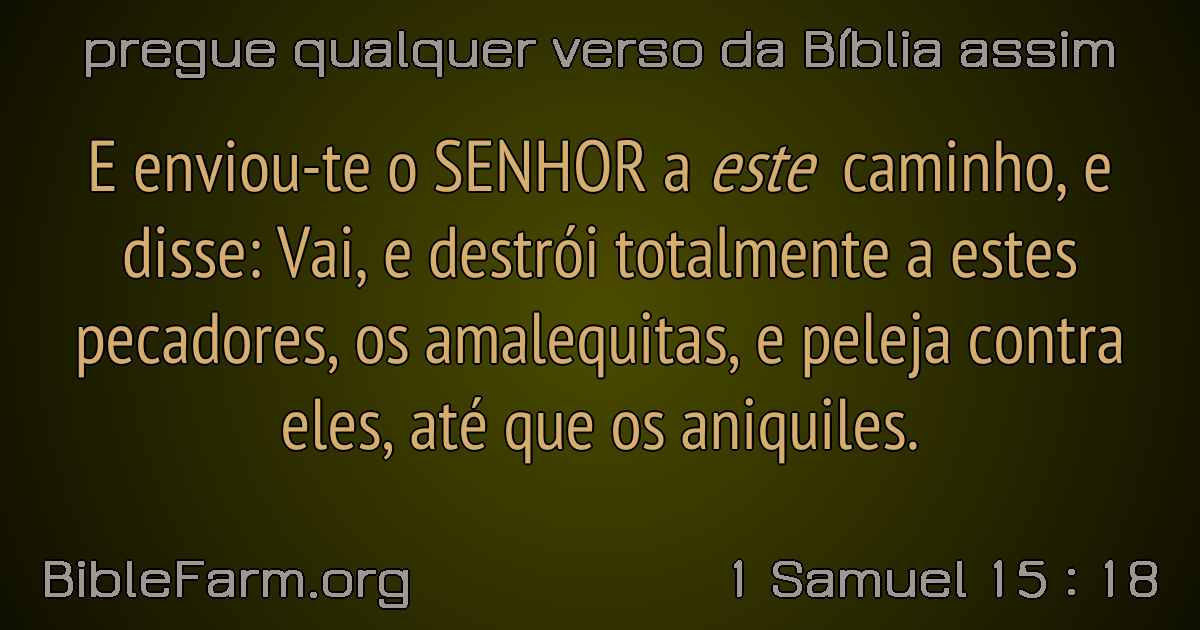 pregue qualquer verso da Bíblia assim
E enviou-te o SENHOR a este caminho, e
disse: Vai, e destrói totalmente a estes
pecadores, os amalequitas, e peleja contra
eles, até que os aniquiles.
BibleFarm.org
1 Samuel 15 : 18